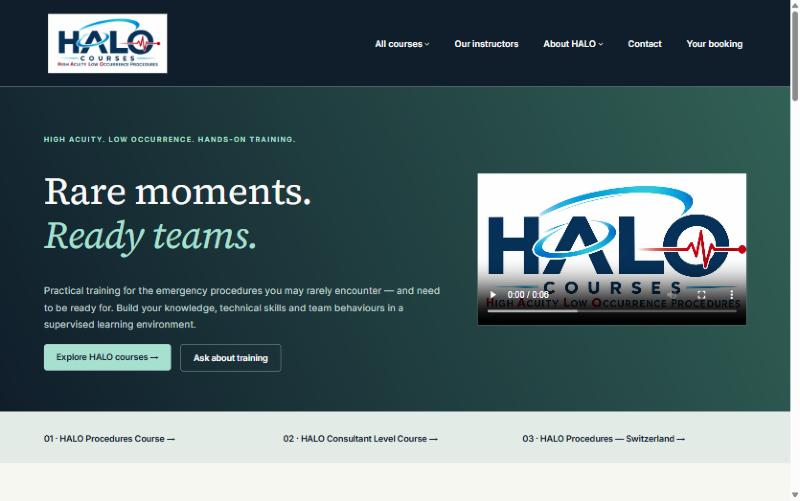 HALO
COURSES
HIGH ACUITY LOW OCCURRENCE PROCEDURES
All courses
Our instructors
About HALO
Contact
Your booking
HIGH ACUITY. LOW OCCURRENCE. HANDS-ON TRAINING.
Rare moments.
Ready teams.
Practical training for the emergency procedures you may rarely encounter — and need
to be ready for. Build your knowledge, technical skills and team behaviours in a
supervised learning environment.
Explore HALO courses →
Ask about training
HALO
COURSES
0:00 / 0:06
HIGH ACUITY LOW OCCURRENCE PROCEDURES
01 · HALO Procedures Course →
02 · HALO Consultant Level Course →
03 · HALO Procedures — Switzerland →